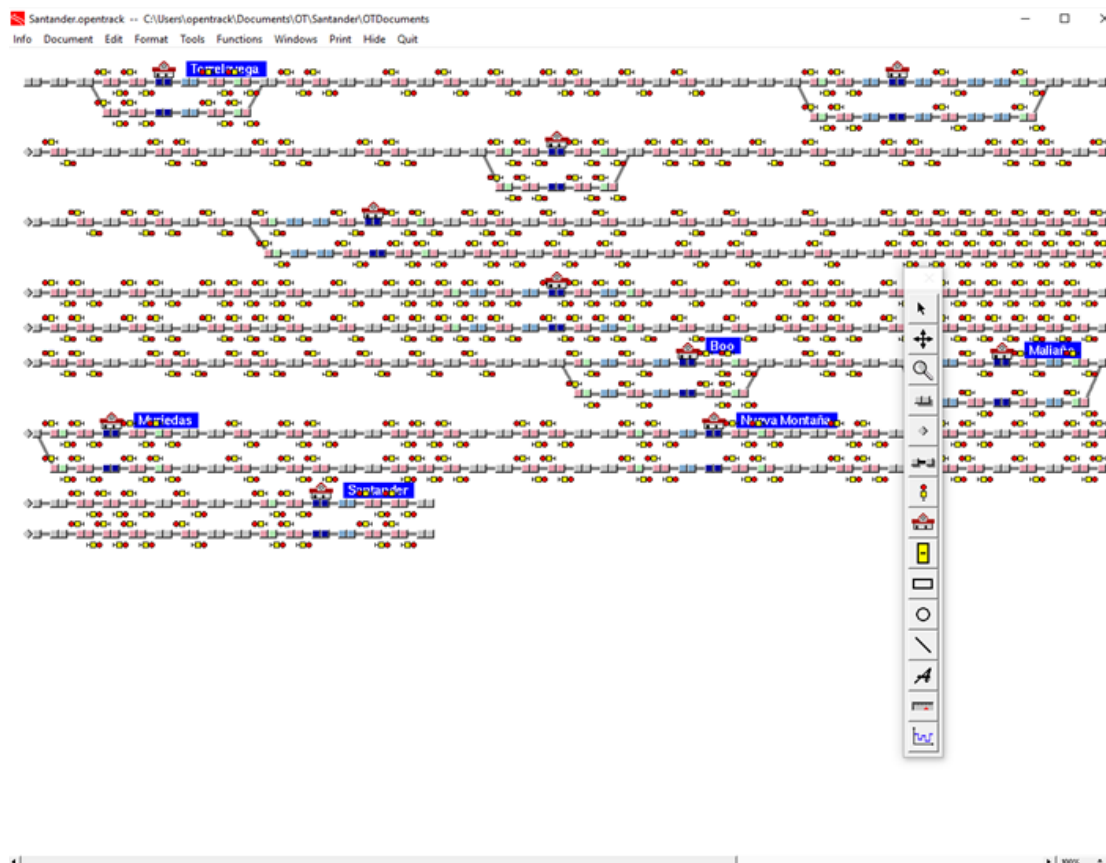 Santander.opentrack -- C:\Users\opentrack\Documents\OT\Santander\OTDocuments
Info Document Edit Format Tools Functions Windows Print Hide Quit
Torrelavega
Boo
Maliaño
Muriedas
Nueva Montaña
Santander
100%